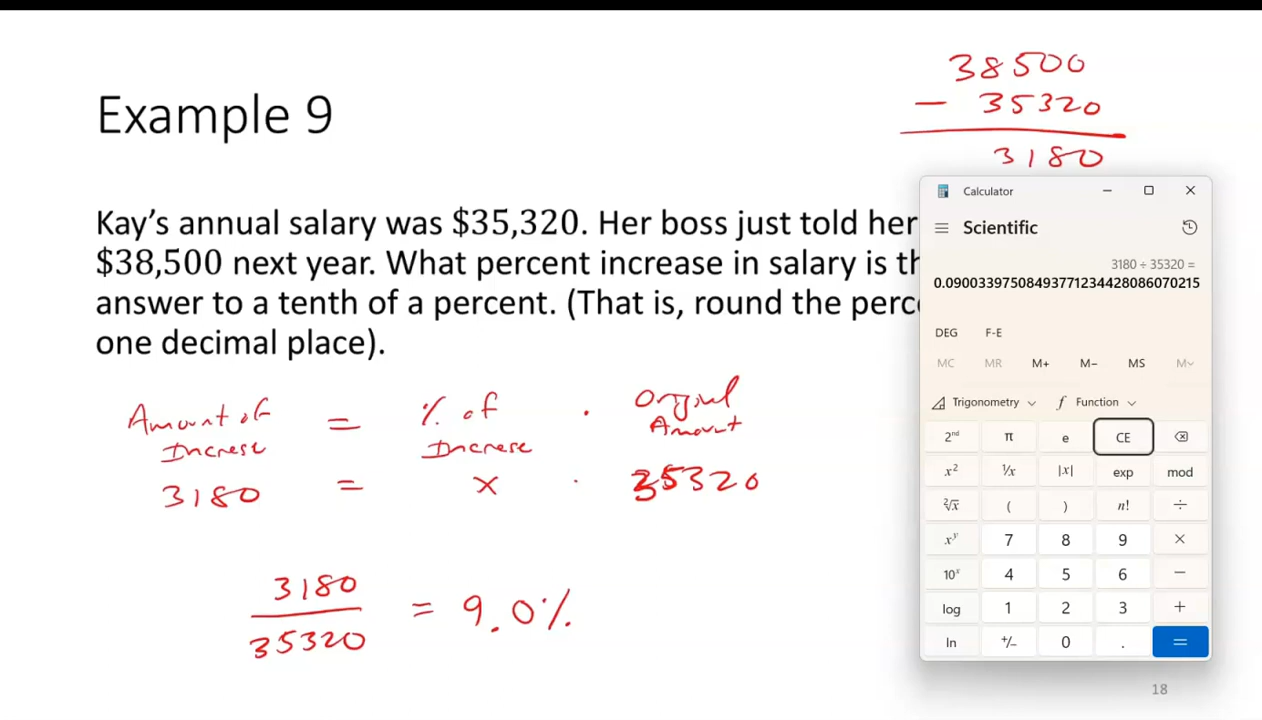 38500
Example 9
- 35320
3180
Kay's annual salary was $35,320. Her boss just told her
$38,500 next year. What percent increase in salary is th
answer to a tenth of a percent. (That is, round the perc
one decimal place).
Calculator
Scientific
3180 ÷ 35320 =
0.09003397508493771234428086070215
DEG F-E
MC MR M+ M- MS M
Trigonometry f Function
2nd π e CE
x² ¹/x |x| exp mod
²√x ( ) n! ÷
xʸ 7 8 9 ×
10ˣ 4 5 6 −
log 1 2 3 +
ln +/− 0 . =
Amount of = % of · Original
Increse Increse Amount
3180 = x · 35320
3180
= 9.0%
35320
18